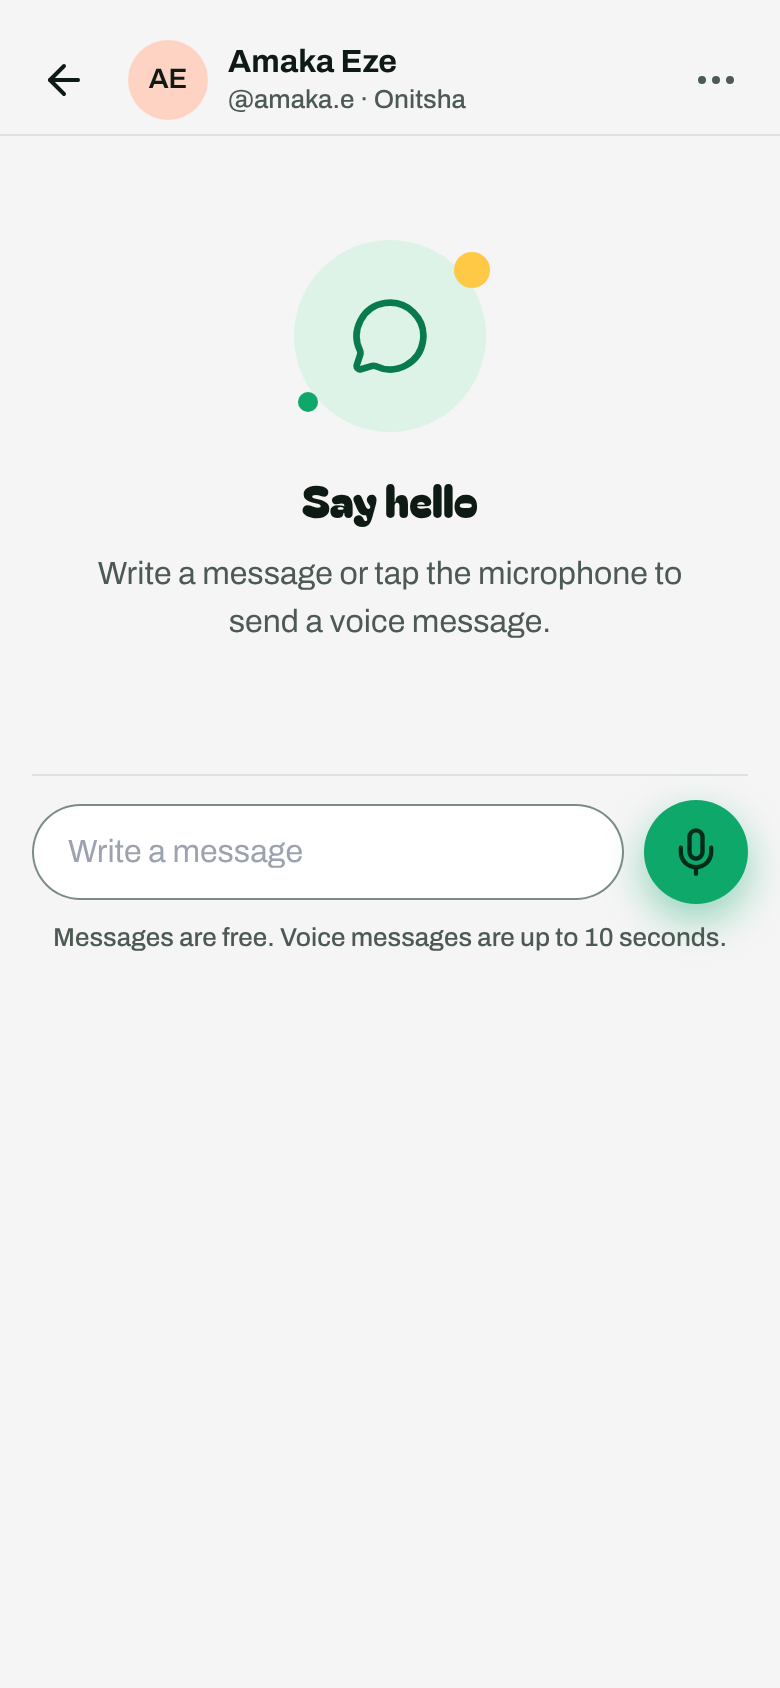 AE
Amaka Eze
@amaka.e · Onitsha
Say hello
Write a message or tap the microphone to
send a voice message.
Write a message
Messages are free. Voice messages are up to 10 seconds.